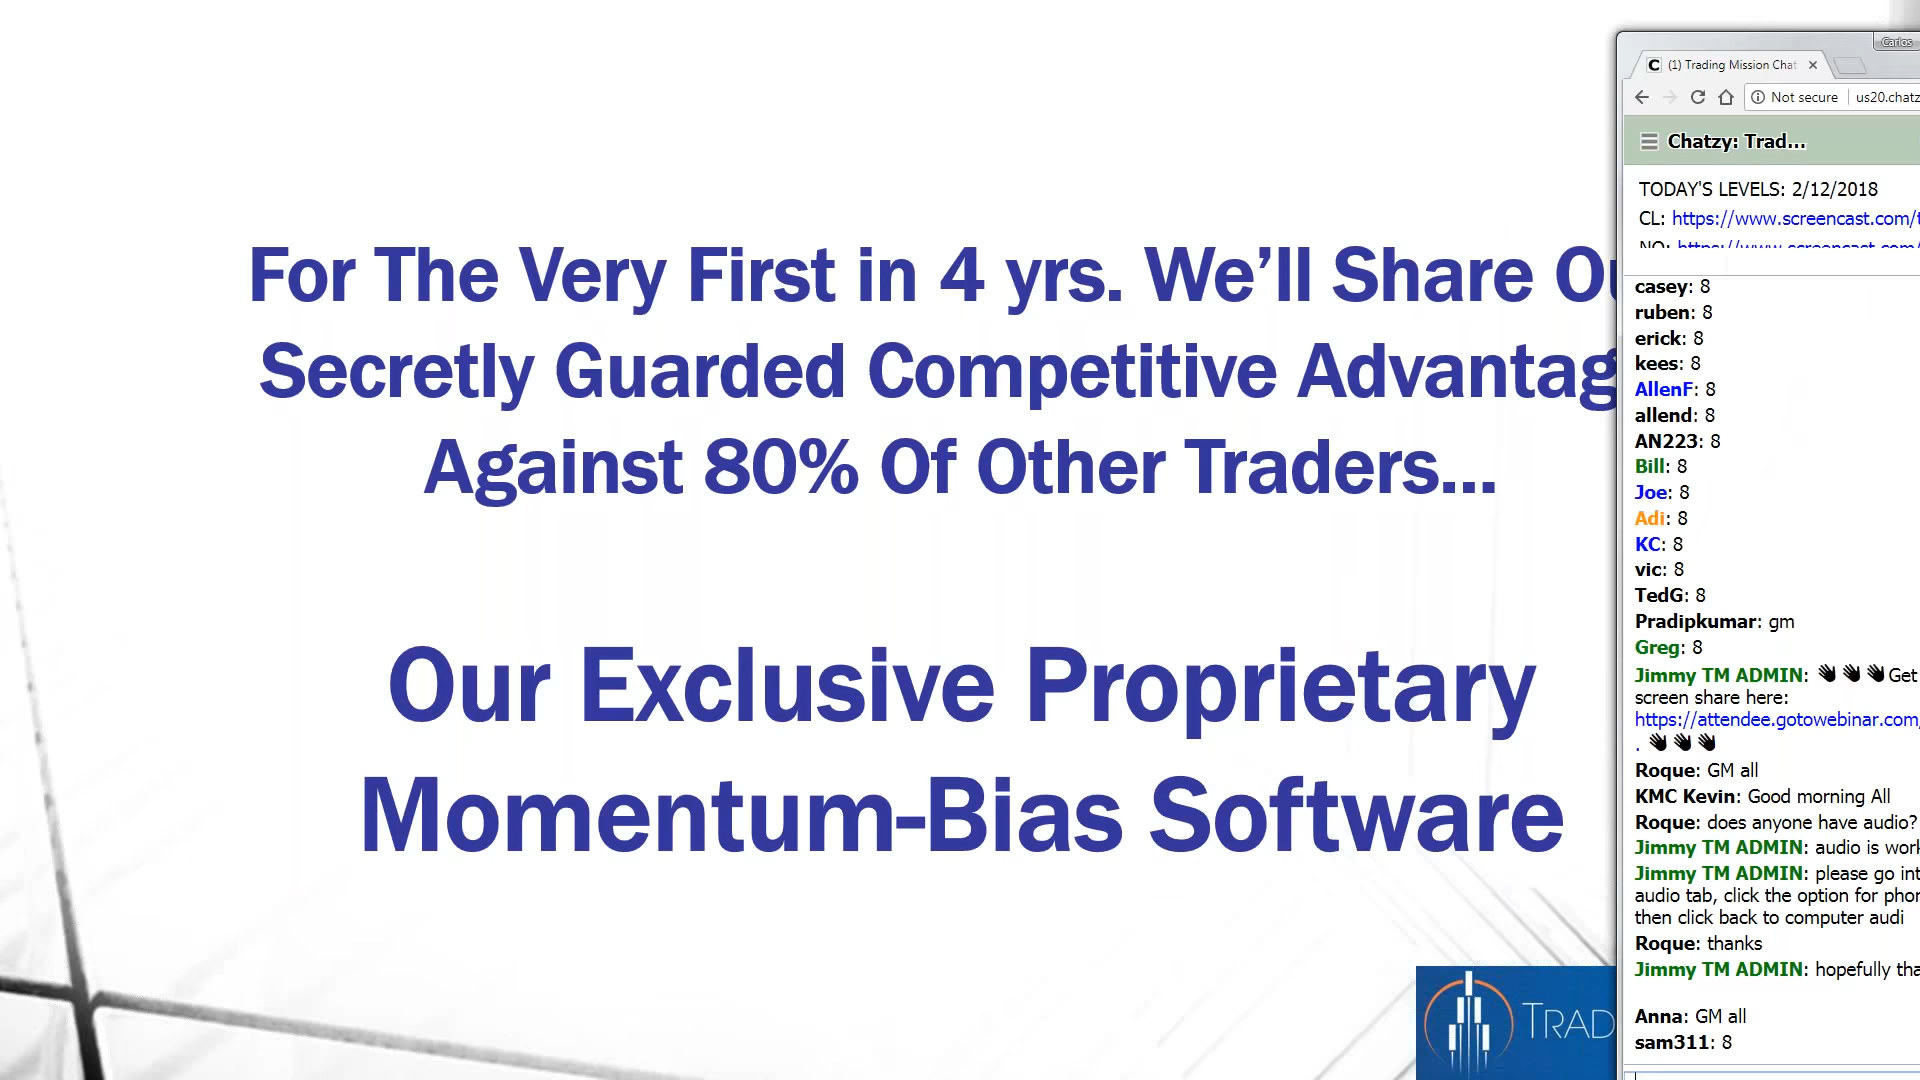 For The Very First in 4 yrs. We'll Share
Secretly Guarded Competitive Advantag
Against 80% Of Other Traders...
Our Exclusive Proprietary
Momentum-Bias Software
TRAD
Carlos
C (1) Trading Mission Chat
Not secure us20.chatz
Chatzy: Trad...
TODAY'S LEVELS: 2/12/2018
CL: https://www.screencast.com/t
casey: 8
ruben: 8
erick: 8
kees: 8
AllenF: 8
allend: 8
AN223: 8
Bill: 8
Joe: 8
Adi: 8
KC: 8
vic: 8
TedG: 8
Pradipkumar: gm
Greg: 8
Jimmy TM ADMIN: 👋👋👋Get
screen share here:
https://attendee.gotowebinar.com/
. 👋👋👋
Roque: GM all
KMC Kevin: Good morning All
Roque: does anyone have audio?
Jimmy TM ADMIN: audio is work
Jimmy TM ADMIN: please go int
audio tab, click the option for phon
then click back to computer audi
Roque: thanks
Jimmy TM ADMIN: hopefully tha
Anna: GM all
sam311: 8